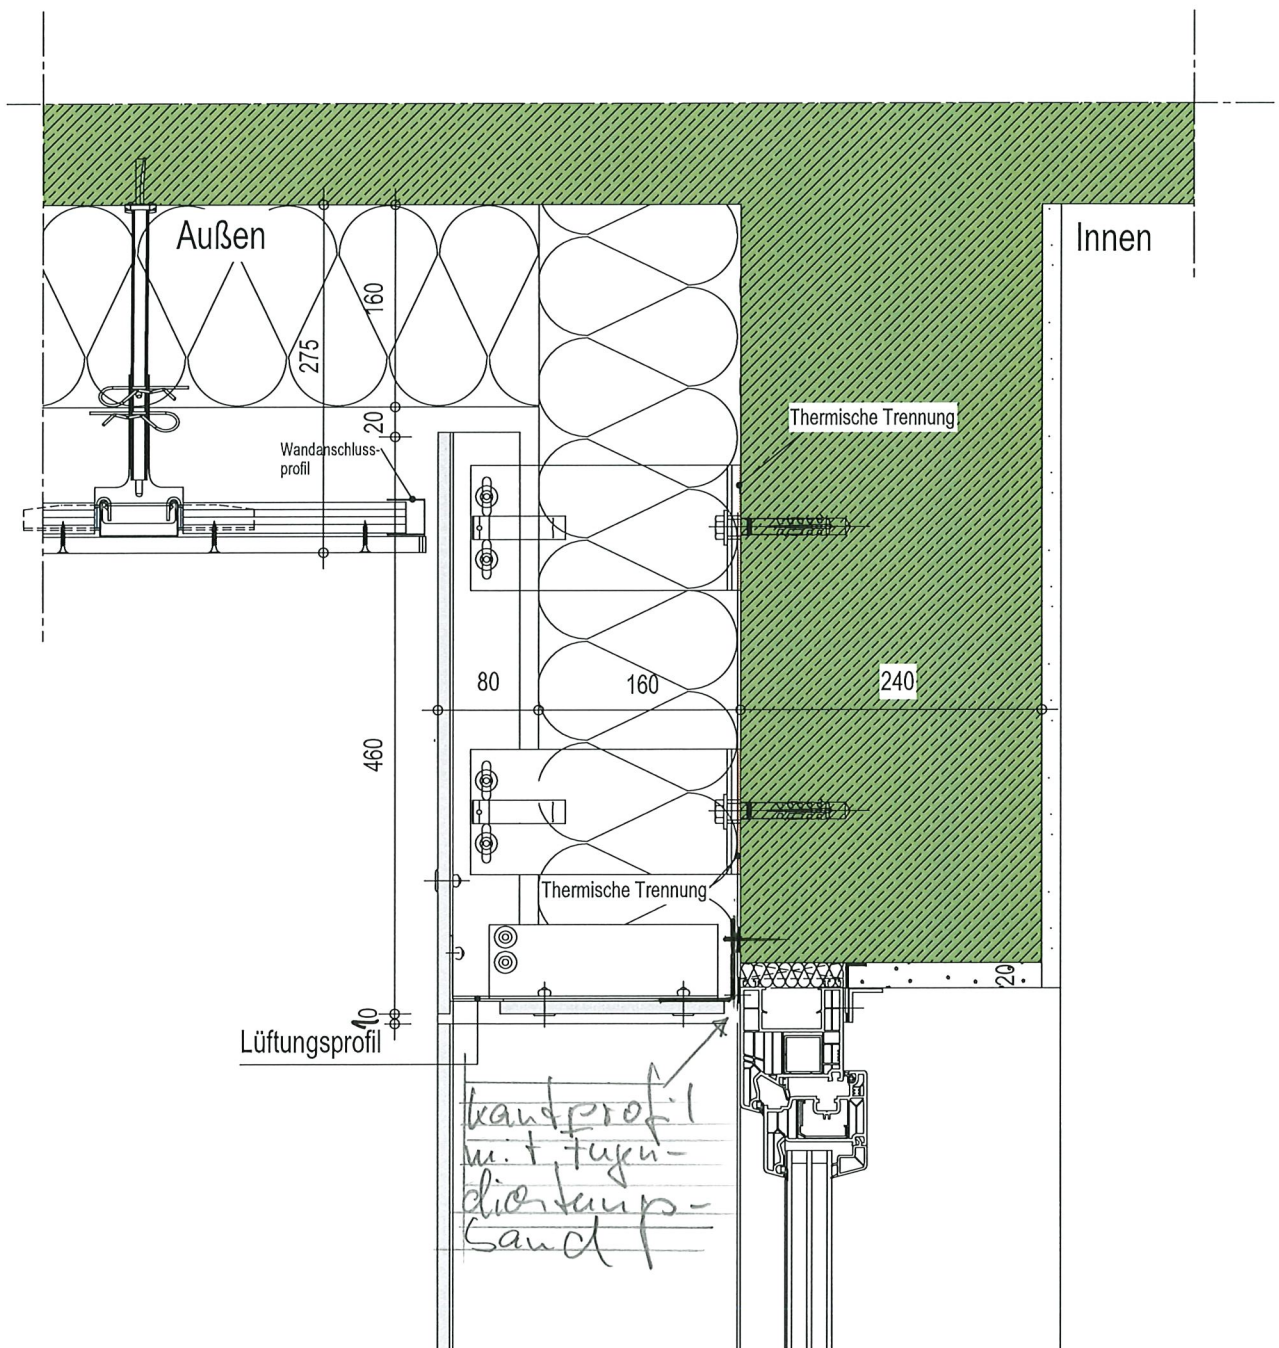 Außen
Innen
160
275
20
Thermische Trennung
Wandanschluss-
profil
80
160
240
460
Thermische Trennung
20
10
Lüftungsprofil
kantprofil
mit Fugen-
dichtungs-
band